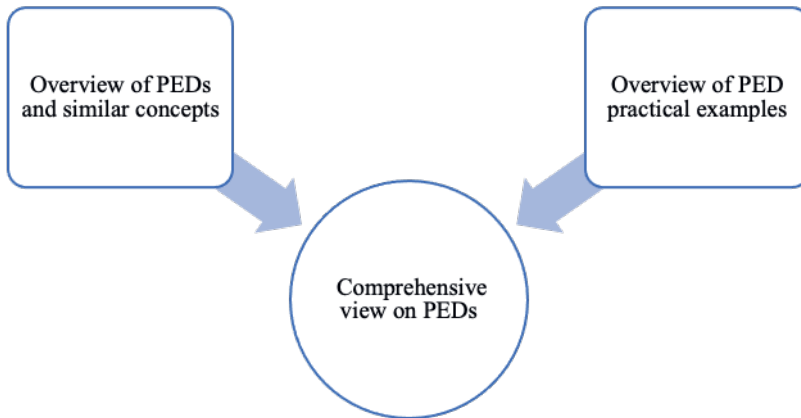 Overview of PEDs
and similar concepts
Overview of PED
practical examples
Comprehensive
view on PEDs